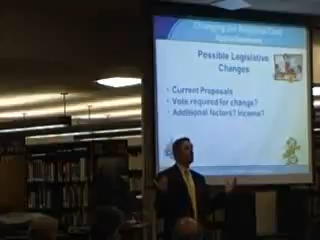 Possible Legislative
Changes
• Current Proposals
• Vote required for change?
• Additional factors? Income?